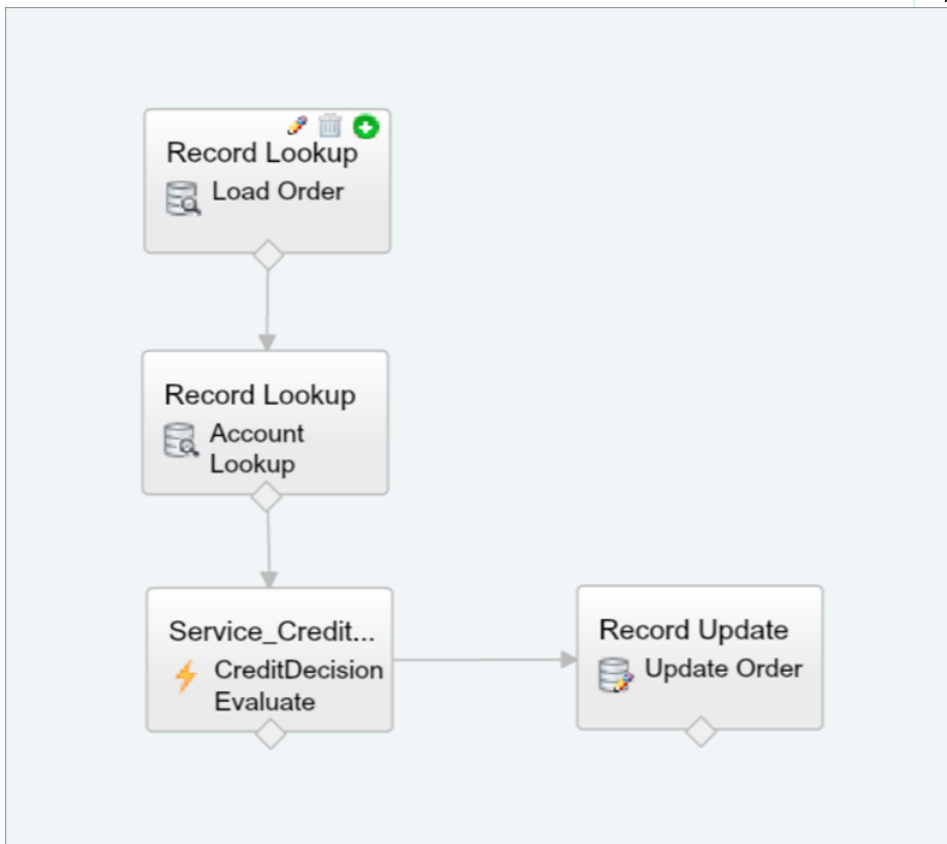 Record Lookup
Load Order
Record Lookup
Account
Lookup
Service_Credit...
CreditDecision
Evaluate
Record Update
Update Order